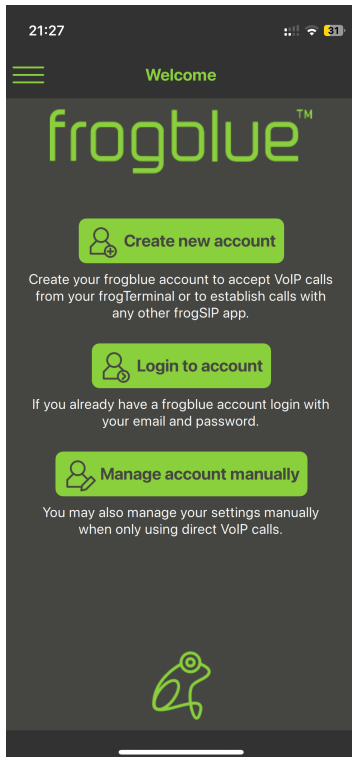 21:27
31
Welcome
frogblue™
Create new account
Create your frogblue account to accept VoIP calls
from your frogTerminal or to establish calls with
any other frogSIP app.
Login to account
If you already have a frogblue account login with
your email and password.
Manage account manually
You may also manage your settings manually
when only using direct VoIP calls.